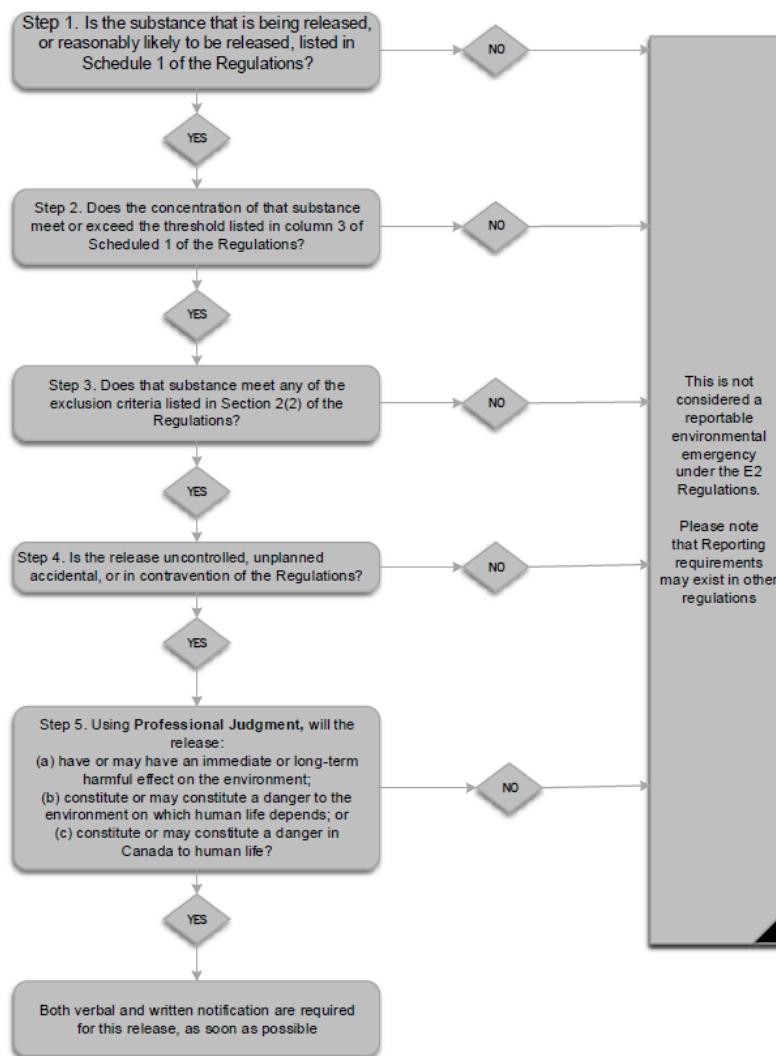 Step 1. Is the substance that is being released,
or reasonably likely to be released, listed in
Schedule 1 of the Regulations?
NO
YES
Step 2. Does the concentration of that substance
meet or exceed the threshold listed in column 3 of
Scheduled 1 of the Regulations?
NO
YES
Step 3. Does that substance meet any of the
exclusion criteria listed in Section 2(2) of the
Regulations?
NO
YES
Step 4. Is the release uncontrolled, unplanned
accidental, or in contravention of the Regulations?
NO
YES
Step 5. Using Professional Judgment, will the
release:
(a) have or may have an immediate or long-term
harmful effect on the environment;
(b) constitute or may constitute a danger to the
environment on which human life depends; or
(c) constitute or may constitute a danger in
Canada to human life?
NO
YES
Both verbal and written notification are required
for this release, as soon as possible
This is not
considered a
reportable
environmental
emergency
under the E2
Regulations.
Please note
that Reporting
requirements
may exist in other
regulations